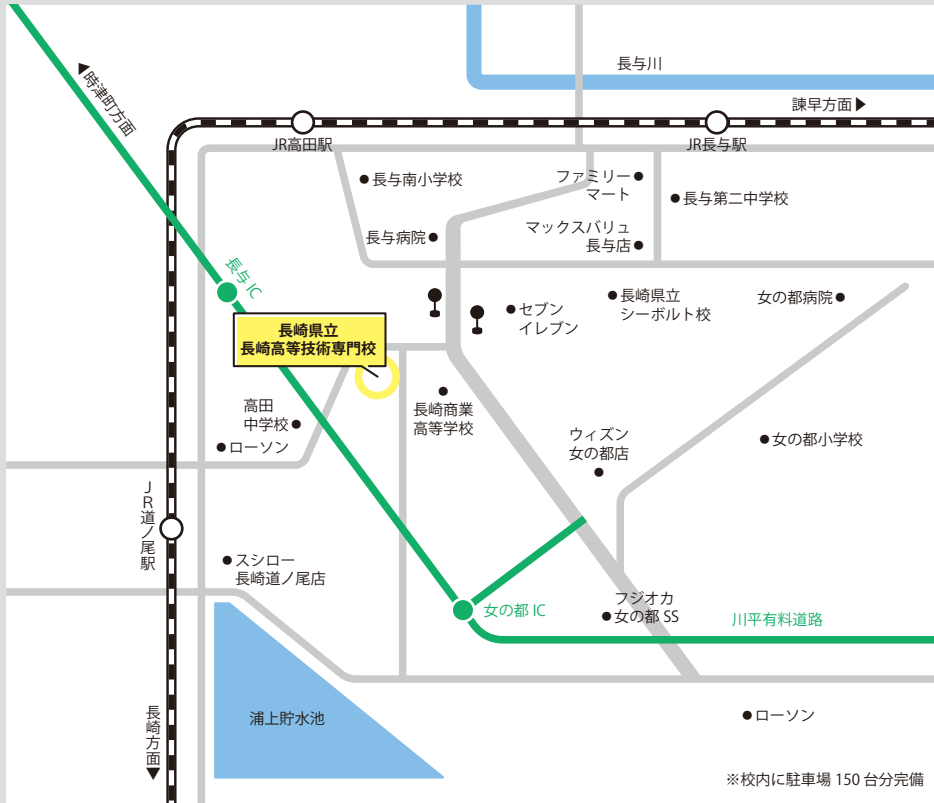 長与川
▲時津町方面
諫早方面▶
JR高田駅
JR長与駅
長与南小学校
ファミリー
マート
長与第二中学校
長与病院
マックスバリュ
長与店
長与 IC
セブン
イレブン
長崎県立
シーボルト校
女の都病院
長崎県立
長崎高等技術専門校
高田
中学校
ローソン
長崎商業
高等学校
ウィズン
女の都店
女の都小学校
JR道ノ尾駅
スシロー
長崎道ノ尾店
女の都 IC
フジオカ
女の都 SS
川平有料道路
浦上貯水池
長崎方面▼
ローソン
※校内に駐車場 150 台分完備